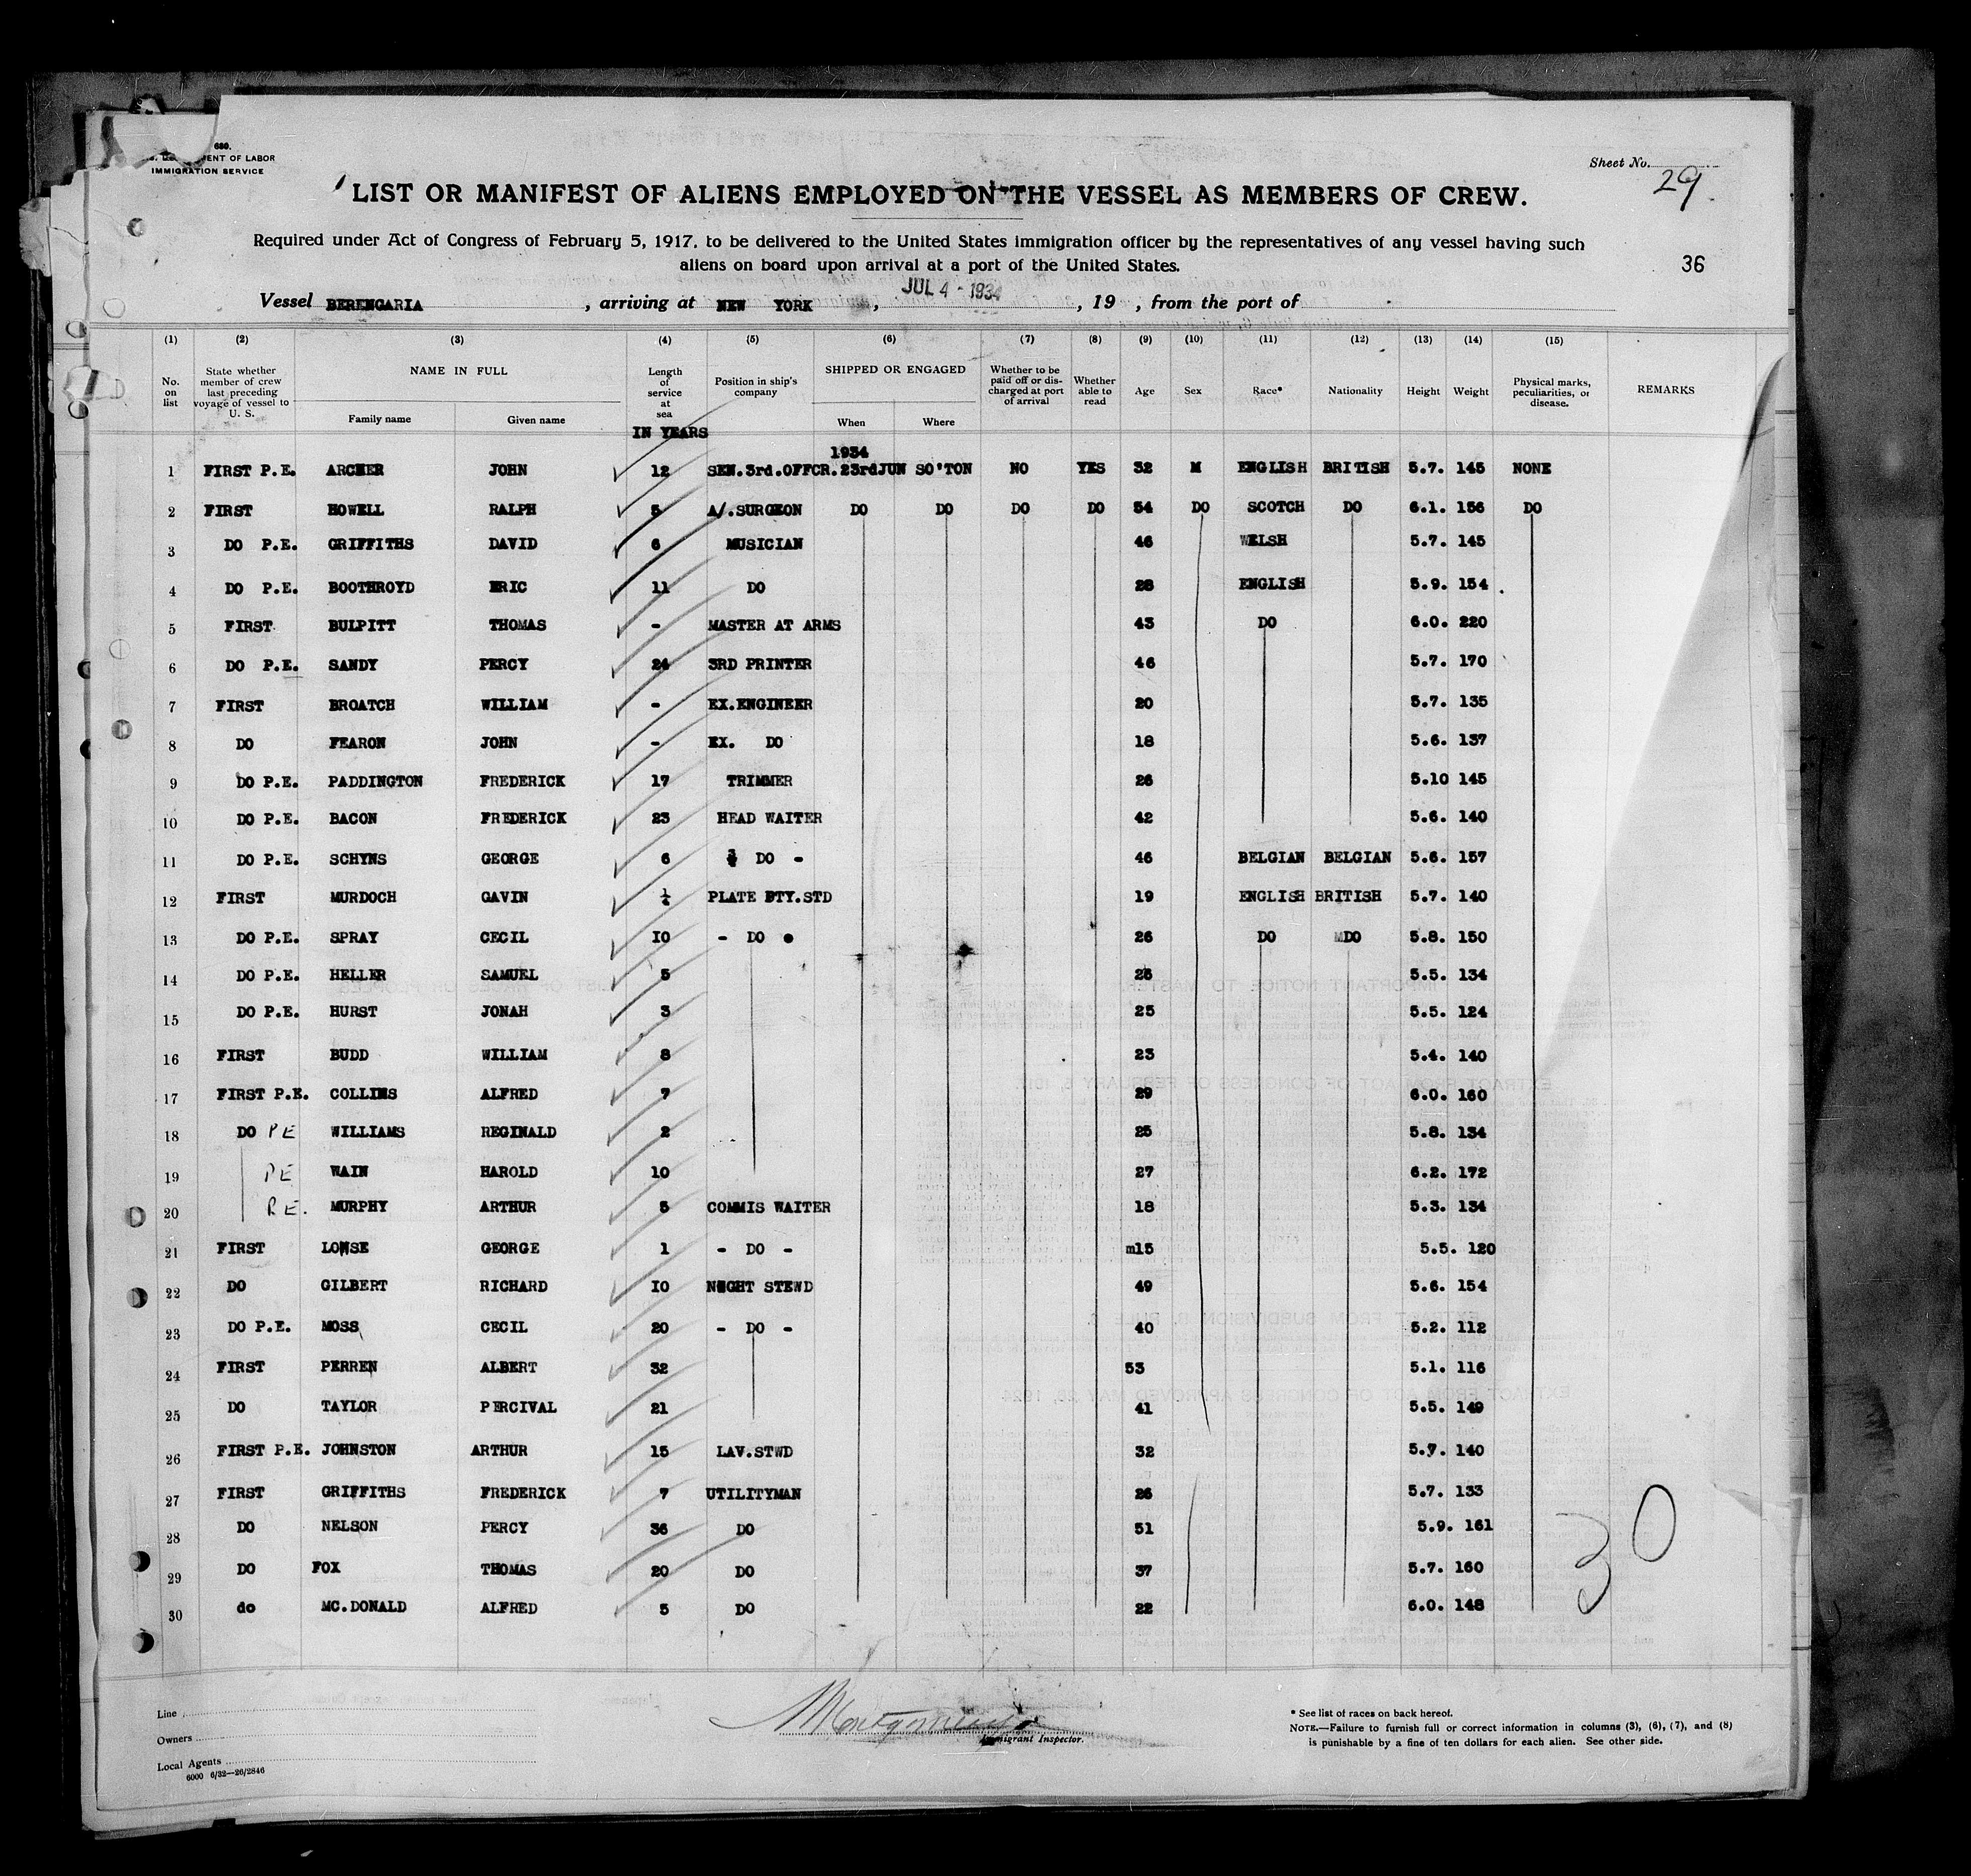 680.
ENT OF LABOR
IMMIGRATION SERVICE
Sheet No. 29
LIST OR MANIFEST OF ALIENS EMPLOYED ON THE VESSEL AS MEMBERS OF CREW.
Required under Act of Congress of February 5, 1917, to be delivered to the United States immigration officer by the representatives of any vessel having such
aliens on board upon arrival at a port of the United States.
36
Vessel BERENGARIA, arriving at NEW YORK, JUL 4 - 1934, 19 , from the port of
(1) (2) (3) (4) (5) (6) (7) (8) (9) (10) (11) (12) (13) (14) (15)
No. on list State whether member of crew last preceding voyage of vessel to U. S. NAME IN FULL Family name Given name Length of service at sea IN YEARS Position in ship's company SHIPPED OR ENGAGED When Where Whether to be paid off or discharged at port of arrival Whether able to read Age Sex Race* Nationality Height Weight Physical marks, peculiarities, or disease. REMARKS
1934
1 FIRST P.E. ARCHER JOHN 12 SEN.3rd.OFFCR. 23rdJUN SO'TON NO YES 32 M ENGLISH BRITISH 5.7. 145 NONE
2 FIRST HOWELL RALPH 5 A/.SURGEON DO DO DO DO 54 DO SCOTCH DO 6.1. 156 DO
3 DO P.E. GRIFFITHS DAVID 6 MUSICIAN 46 WELSH 5.7. 145
4 DO P.E. BOOTHROYD ERIC 11 DO 28 ENGLISH 5.9. 154
5 FIRST BULPITT THOMAS - MASTER AT ARMS 43 DO 6.0. 220
6 DO P.E. SANDY PERCY 24 3RD PRINTER 46 5.7. 170
7 FIRST BROATCH WILLIAM - EX.ENGINEER 20 5.7. 135
8 DO FEARON JOHN - EX. DO 18 5.6. 137
9 DO P.E. PADDINGTON FREDERICK 17 TRIMMER 26 5.10 145
10 DO P.E. BACON FREDERICK 23 HEAD WAITER 42 5.6. 140
11 DO P.E. SCHYNS GEORGE 6 DO - 46 BELGIAN BELGIAN 5.6. 157
12 FIRST MURDOCH GAVIN ¼ PLATE BTY.STD 19 ENGLISH BRITISH 5.7. 140
13 DO P.E. SPRAY CECIL 10 - DO 26 DO DO 5.8. 150
14 DO P.E. HELLER SAMUEL 5 26 5.5. 134
15 DO P.E. HURST JONAH 3 25 5.5. 124
16 FIRST BUDD WILLIAM 8 23 5.4. 140
17 FIRST P.E. COLLINS ALFRED 7 29 6.0. 160
18 DO PE WILLIAMS REGINALD 2 25 5.8. 134
19 PE WAIN HAROLD 10 27 6.2. 172
20 P.E. MURPHY ARTHUR 5 COMMIS WAITER 18 5.3. 134
21 FIRST LOWSE GEORGE 1 - DO - m15 5.5. 120
22 DO GILBERT RICHARD 10 NIGHT STEWD 49 5.6. 154
23 DO P.E. MOSS CECIL 20 - DO - 40 5.2. 112
24 FIRST PERREN ALBERT 32 53 5.1. 116
25 DO TAYLOR PERCIVAL 21 41 5.5. 149
26 FIRST P.E. JOHNSTON ARTHUR 15 LAV.STWD 32 5.7. 140
27 FIRST GRIFFITHS FREDERICK 7 UTILITYMAN 26 5.7. 133
28 DO NELSON PERCY 36 DO 51 5.9. 161
29 DO FOX THOMAS 20 DO 37 5.7. 160
30 do MC.DONALD ALFRED 5 DO 22 6.0. 148
30
Line
Owners
Local Agents
6000 6/32—26/2846
Montgomery
Immigrant Inspector.
* See list of races on back hereof.
NOTE.—Failure to furnish full or correct information in columns (3), (6), (7), and (8)
is punishable by a fine of ten dollars for each alien. See other side.